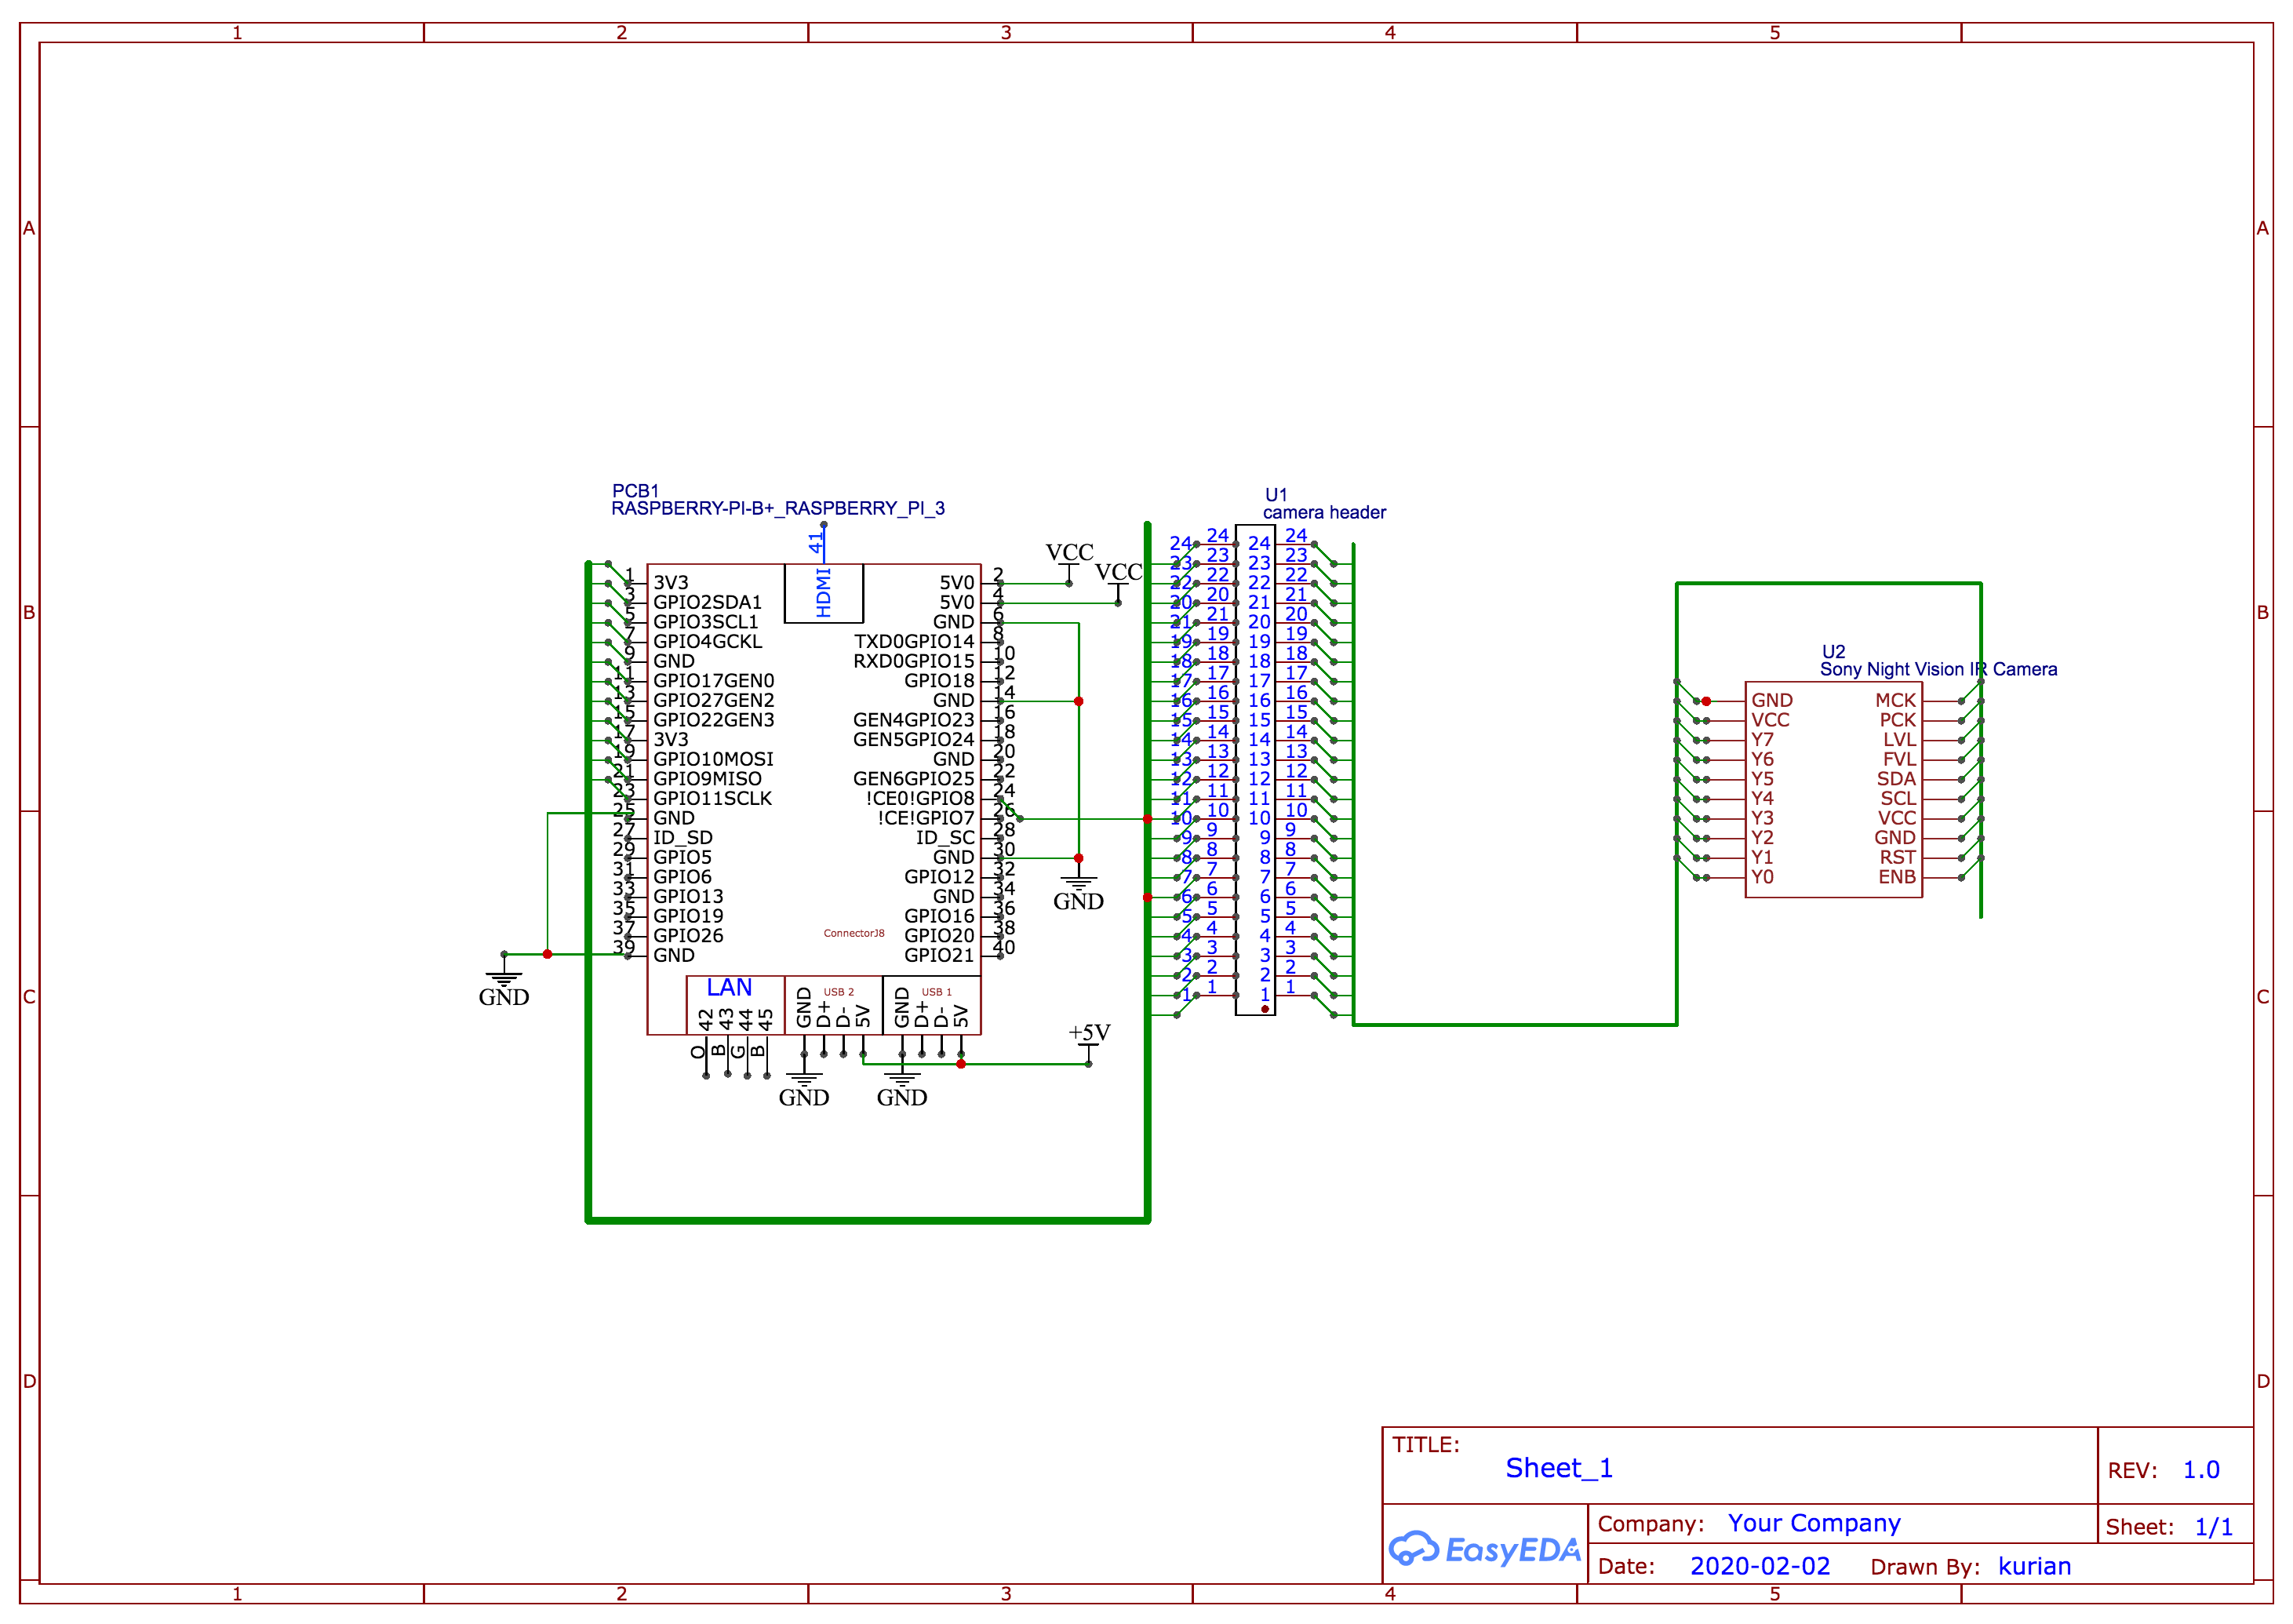 1 2 3 4 5
A A
B B
C C
D D
PCB1
RASPBERRY-PI-B+_RASPBERRY_PI_3
41
HDMI
1 3V3 5V0 2
3 GPIO2SDA1 5V0 4
5 GPIO3SCL1 GND 6
7 GPIO4GCKL TXD0GPIO14 8
9 GND RXD0GPIO15 10
11 GPIO17GEN0 GPIO18 12
13 GPIO27GEN2 GND 14
15 GPIO22GEN3 GEN4GPIO23 16
17 3V3 GEN5GPIO24 18
19 GPIO10MOSI GND 20
21 GPIO9MISO GEN6GPIO25 22
23 GPIO11SCLK !CE0!GPIO8 24
25 GND !CE!GPIO7 26
27 ID_SD ID_SC 28
29 GPIO5 GND 30
31 GPIO6 GPIO12 32
33 GPIO13 GND 34
35 GPIO19 GPIO16 36
37 GPIO26 GPIO20 38
39 GND GPIO21 40
ConnectorJ8
LAN
42 43 44 45
O B G B
USB 2
GND D+ D- 5V
USB 1
GND D+ D- 5V
VCC
VCC
GND
GND
GND
GND
+5V
U1
camera header
24 24 24 24
23 23 23 23
22 22 22 22
20 20 21 21
21 21 20 20
19 19 19 19
18 18 18 18
17 17 17 17
16 16 16 16
15 15 15 15
14 14 14 14
13 13 13 13
12 12 12 12
11 11 11 11
10 10 10 10
9 9 9 9
8 8 8 8
7 7 7 7
6 6 6 6
5 5 5 5
4 4 4 4
3 3 3 3
2 2 2 2
1 1 1 1
U2
Sony Night Vision IR Camera
GND MCK
VCC PCK
Y7 LVL
Y6 FVL
Y5 SDA
Y4 SCL
Y3 VCC
Y2 GND
Y1 RST
Y0 ENB
TITLE:
Sheet_1
REV: 1.0
EasyEDA
Company: Your Company
Sheet: 1/1
Date: 2020-02-02 Drawn By: kurian
1 2 3 4 5